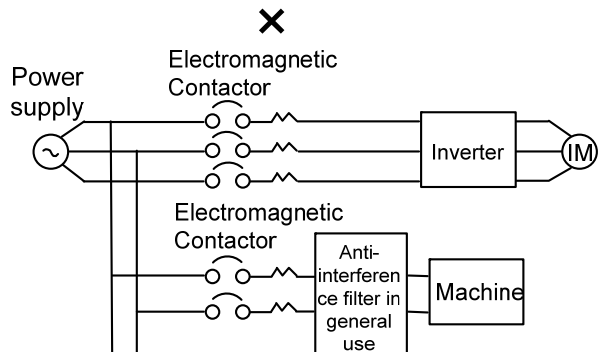 Electromagnetic
Contactor
Power
supply
Inverter
IM
Electromagnetic
Contactor
Anti-
interferen
ce filter in
general
use
Machine